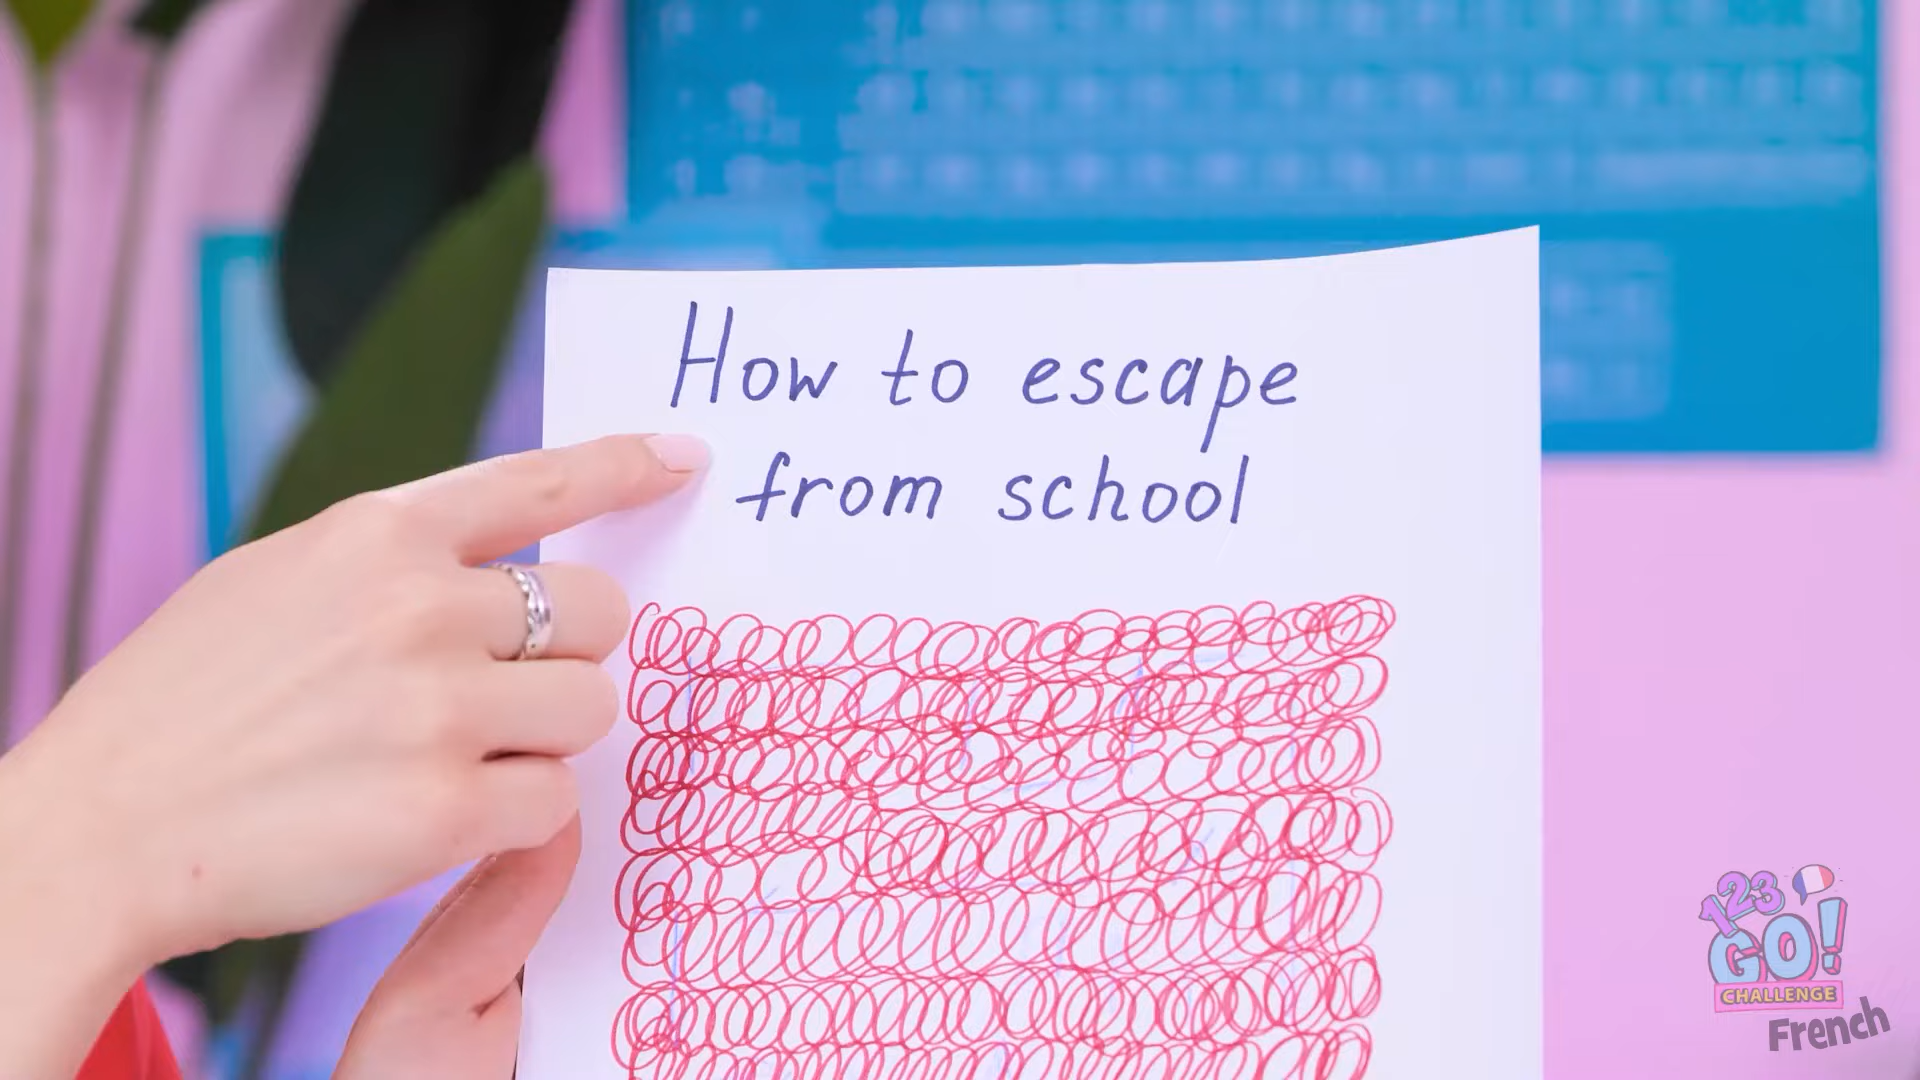 How to escape
from school
123
GO!
CHALLENGE
French